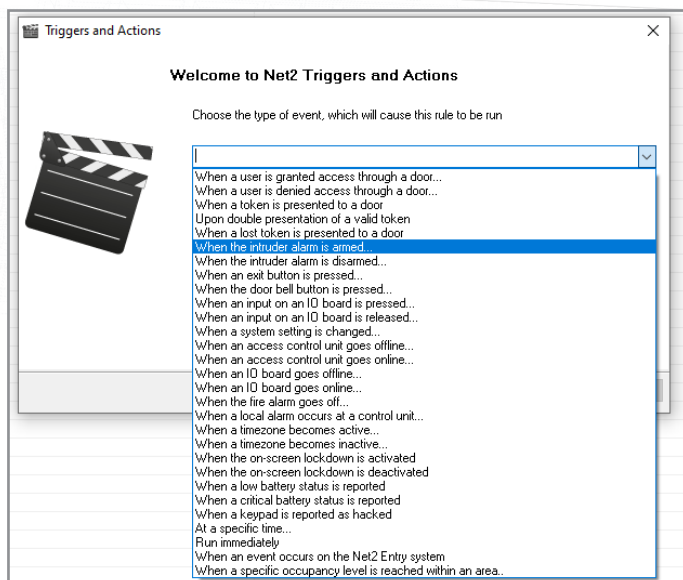 Triggers and Actions
Welcome to Net2 Triggers and Actions
Choose the type of event, which will cause this rule to be run
When a user is granted access through a door...
When a user is denied access through a door...
When a token is presented to a door
Upon double presentation of a valid token
When a lost token is presented to a door
When the intruder alarm is armed...
When the intruder alarm is disarmed...
When an exit button is pressed...
When the door bell button is pressed...
When an input on an IO board is pressed...
When an input on an IO board is released...
When a system setting is changed...
When an access control unit goes offline...
When an access control unit goes online...
When an IO board goes offline...
When an IO board goes online...
When the fire alarm goes off...
When a local alarm occurs at a control unit...
When a timezone becomes active...
When a timezone becomes inactive...
When the on-screen lockdown is activated
When the on-screen lockdown is deactivated
When a low battery status is reported
When a critical battery status is reported
When a keypad is reported as hacked
At a specific time...
Run immediately
When an event occurs on the Net2 Entry system
When a specific occupancy level is reached within an area..